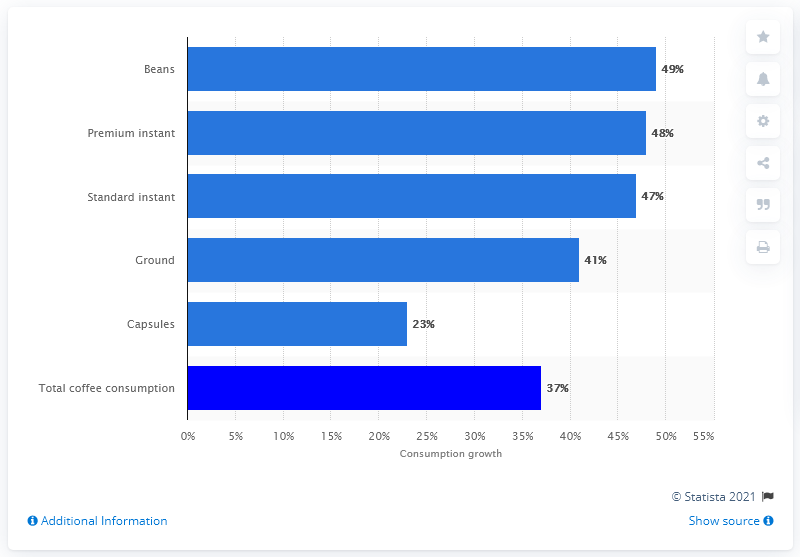 Beans
49%
Premium instant
48%
Standard instant
47%
Ground
41%
Capsules
23%
Total coffee consumption
37%
0% 5% 10% 15% 20% 25% 30% 35% 40% 45% 50% 55%
Consumption growth
© Statista 2021
Additional Information
Show source